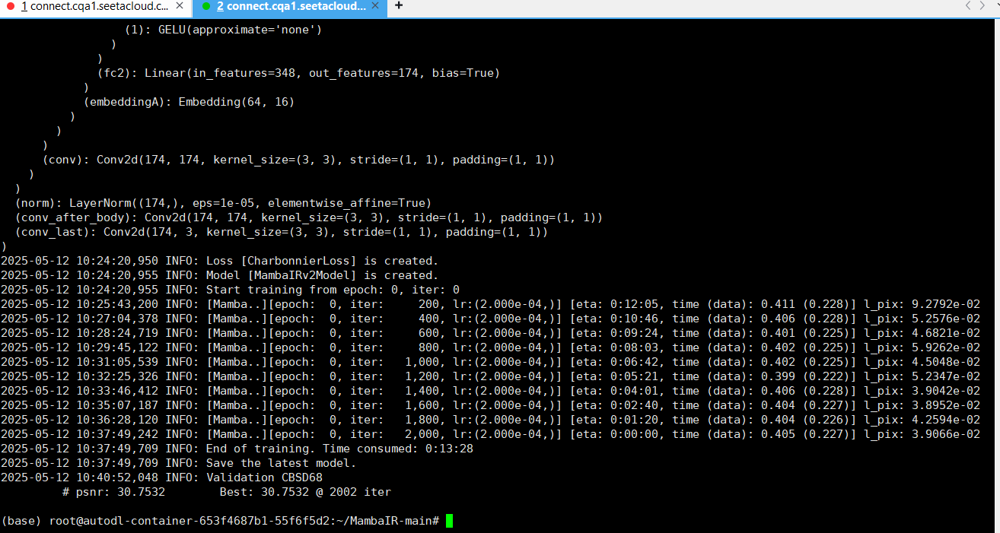 1 connect.cqa1.seetacloud.c... × 2 connect.cqa1.seetacloud... × +
(1): GELU(approximate='none')
)
)
(fc2): Linear(in_features=348, out_features=174, bias=True)
)
(embeddingA): Embedding(64, 16)
)
)
)
(conv): Conv2d(174, 174, kernel_size=(3, 3), stride=(1, 1), padding=(1, 1))
)
)
(norm): LayerNorm((174,), eps=1e-05, elementwise_affine=True)
(conv_after_body): Conv2d(174, 174, kernel_size=(3, 3), stride=(1, 1), padding=(1, 1))
(conv_last): Conv2d(174, 3, kernel_size=(3, 3), stride=(1, 1), padding=(1, 1))
)
2025-05-12 10:24:20,950 INFO: Loss [CharbonnierLoss] is created.
2025-05-12 10:24:20,955 INFO: Model [MambaIRv2Model] is created.
2025-05-12 10:24:20,955 INFO: Start training from epoch: 0, iter: 0
2025-05-12 10:25:43,200 INFO: [Mamba..][epoch:  0, iter:     200, lr:(2.000e-04,)] [eta: 0:12:05, time (data): 0.411 (0.228)] l_pix: 9.2792e-02
2025-05-12 10:27:04,378 INFO: [Mamba..][epoch:  0, iter:     400, lr:(2.000e-04,)] [eta: 0:10:46, time (data): 0.406 (0.228)] l_pix: 5.2576e-02
2025-05-12 10:28:24,719 INFO: [Mamba..][epoch:  0, iter:     600, lr:(2.000e-04,)] [eta: 0:09:24, time (data): 0.401 (0.225)] l_pix: 4.6821e-02
2025-05-12 10:29:45,122 INFO: [Mamba..][epoch:  0, iter:     800, lr:(2.000e-04,)] [eta: 0:08:03, time (data): 0.402 (0.225)] l_pix: 5.9262e-02
2025-05-12 10:31:05,539 INFO: [Mamba..][epoch:  0, iter:   1,000, lr:(2.000e-04,)] [eta: 0:06:42, time (data): 0.402 (0.225)] l_pix: 4.5048e-02
2025-05-12 10:32:25,326 INFO: [Mamba..][epoch:  0, iter:   1,200, lr:(2.000e-04,)] [eta: 0:05:21, time (data): 0.399 (0.222)] l_pix: 5.2347e-02
2025-05-12 10:33:46,412 INFO: [Mamba..][epoch:  0, iter:   1,400, lr:(2.000e-04,)] [eta: 0:04:01, time (data): 0.406 (0.228)] l_pix: 3.9042e-02
2025-05-12 10:35:07,187 INFO: [Mamba..][epoch:  0, iter:   1,600, lr:(2.000e-04,)] [eta: 0:02:40, time (data): 0.404 (0.227)] l_pix: 3.8952e-02
2025-05-12 10:36:28,120 INFO: [Mamba..][epoch:  0, iter:   1,800, lr:(2.000e-04,)] [eta: 0:01:20, time (data): 0.404 (0.226)] l_pix: 4.2594e-02
2025-05-12 10:37:49,242 INFO: [Mamba..][epoch:  0, iter:   2,000, lr:(2.000e-04,)] [eta: 0:00:00, time (data): 0.405 (0.227)] l_pix: 3.9066e-02
2025-05-12 10:37:49,709 INFO: End of training. Time consumed: 0:13:28
2025-05-12 10:37:49,709 INFO: Save the latest model.
2025-05-12 10:40:52,048 INFO: Validation CBSD68
# psnr: 30.7532        Best: 30.7532 @ 2002 iter
(base) root@autodl-container-653f4687b1-55f6f5d2:~/MambaIR-main#